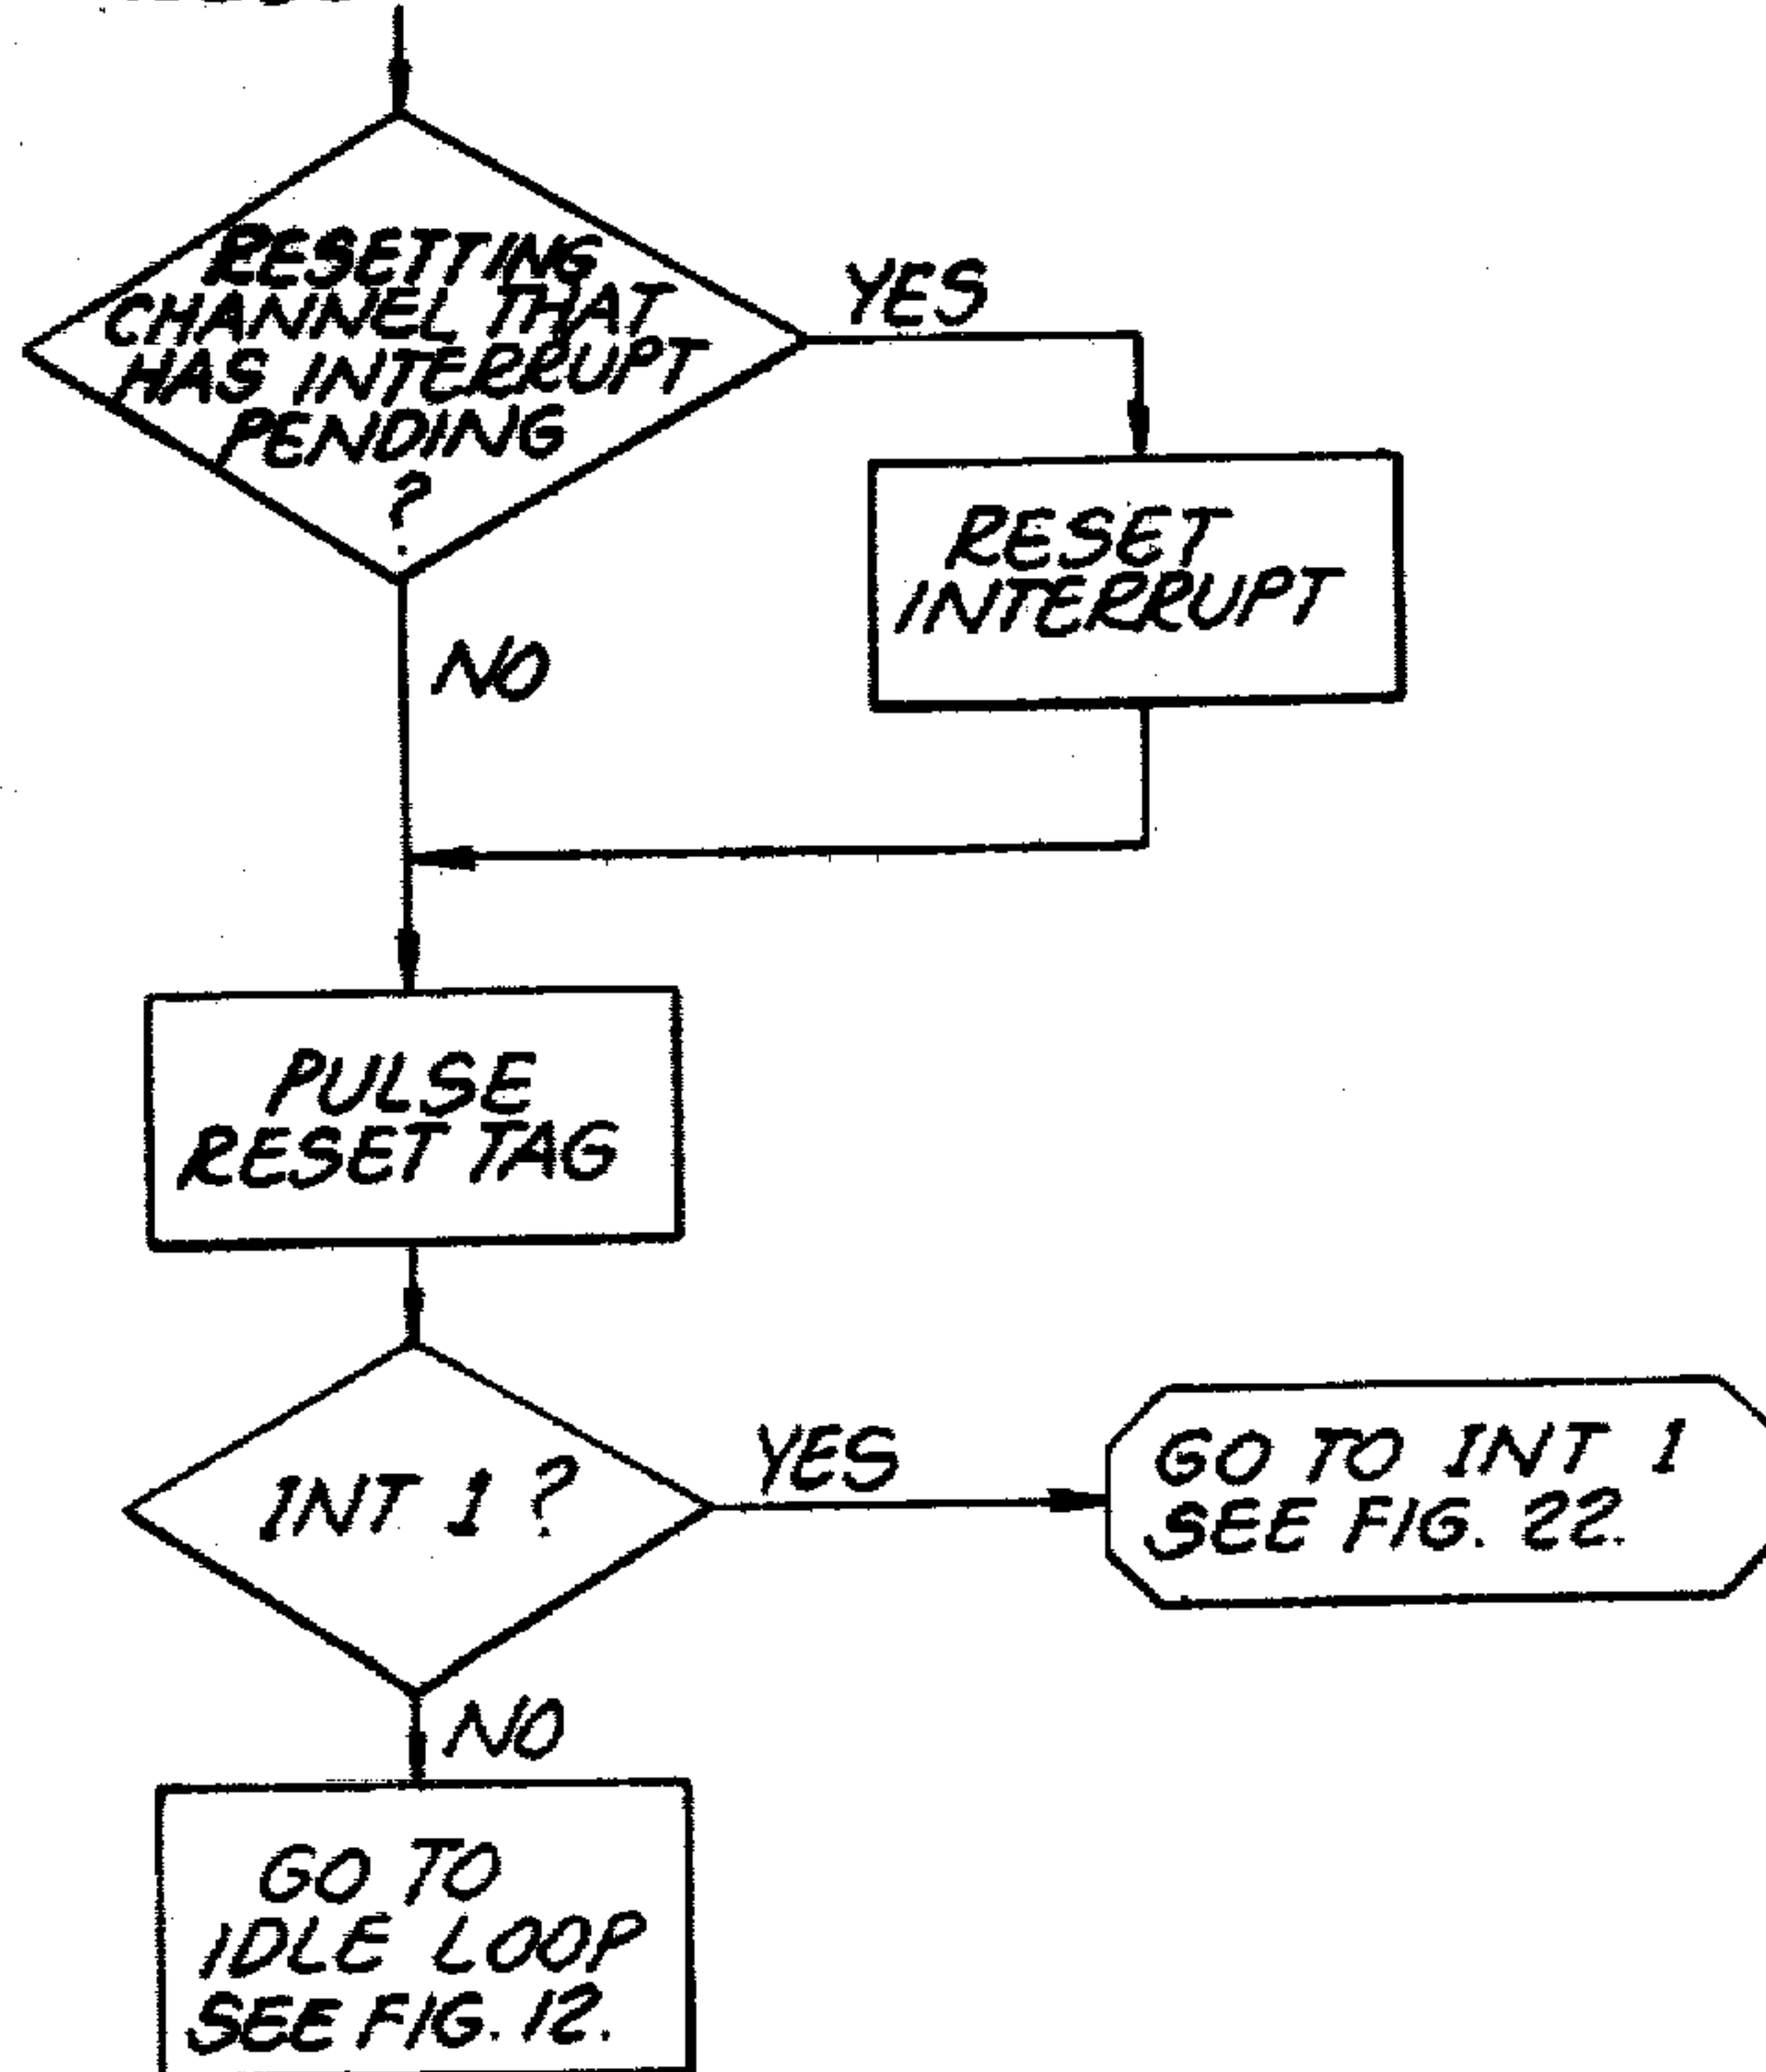 RESETTING
CHANNEL THAT
HAS INTERRUPT
PENDING
?
YES
RESET
INTERRUPT
NO
PULSE
RESET TAG
INT 1 ?
YES
GO TO INT 1
SEE FIG. 22.
NO
GO TO
IDLE LOOP
SEE FIG. 12.